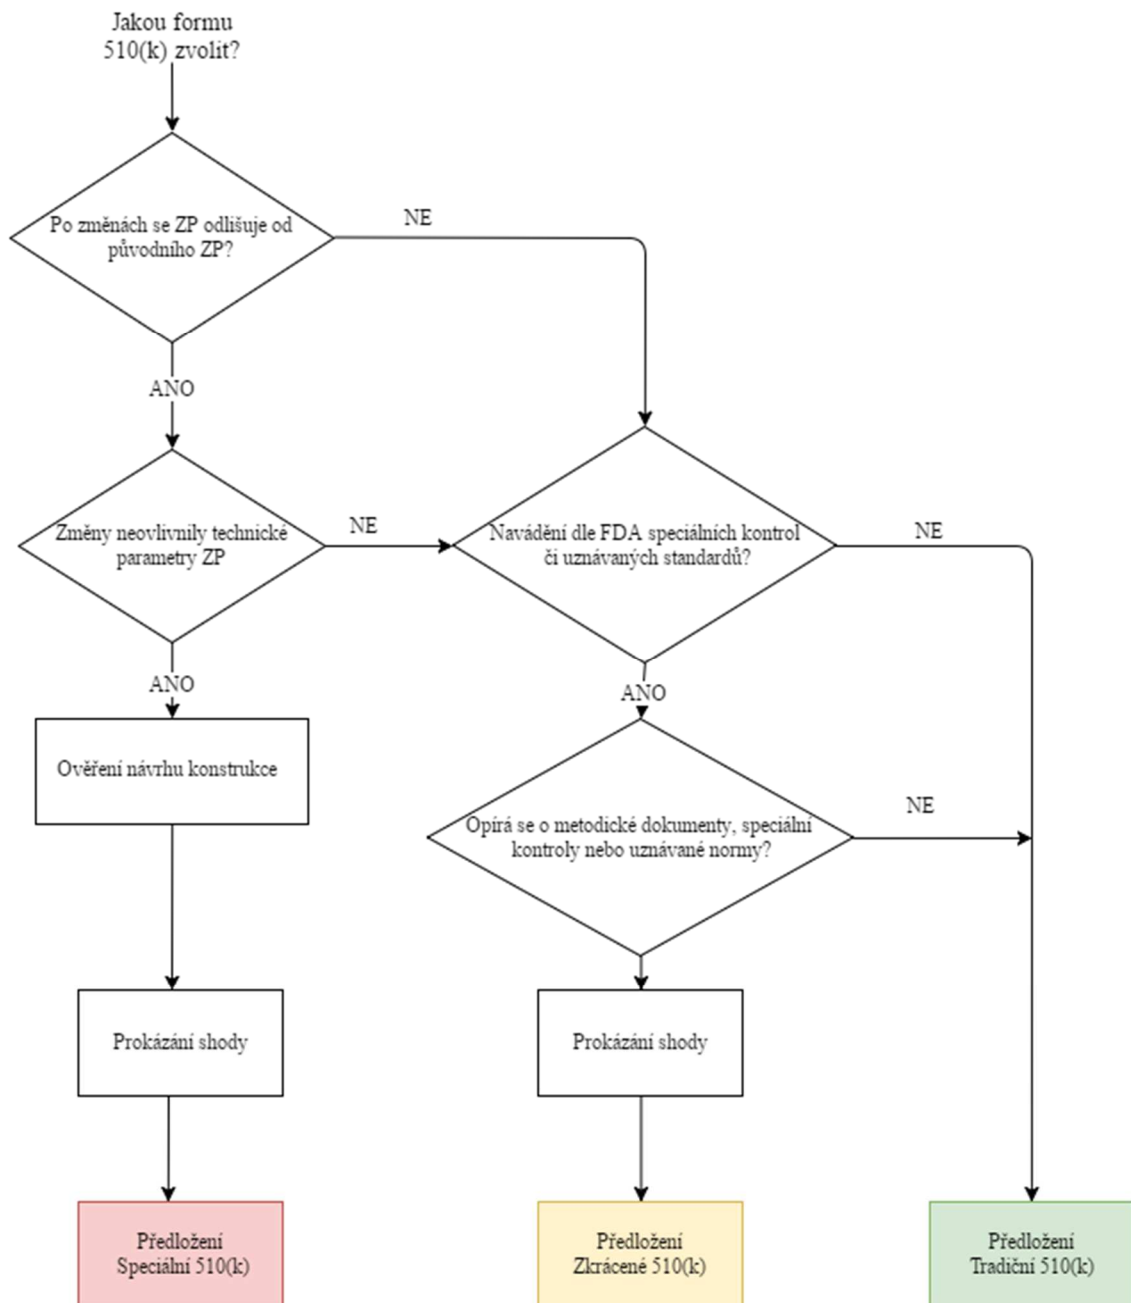 Jakou formu
510(k) zvolit?
Po změnách se ZP odlišuje od
původního ZP?
NE
ANO
Změny neovlivnily technické
parametry ZP
NE
Navádění dle FDA speciálních kontrol
či uznávaných standardů?
NE
ANO
ANO
Ověření návrhu konstrukce
Opírá se o metodické dokumenty, speciální
kontroly nebo uznávané normy?
NE
Prokázání shody
Prokázání shody
Předložení
Speciální 510(k)
Předložení
Zkrácené 510(k)
Předložení
Tradiční 510(k)